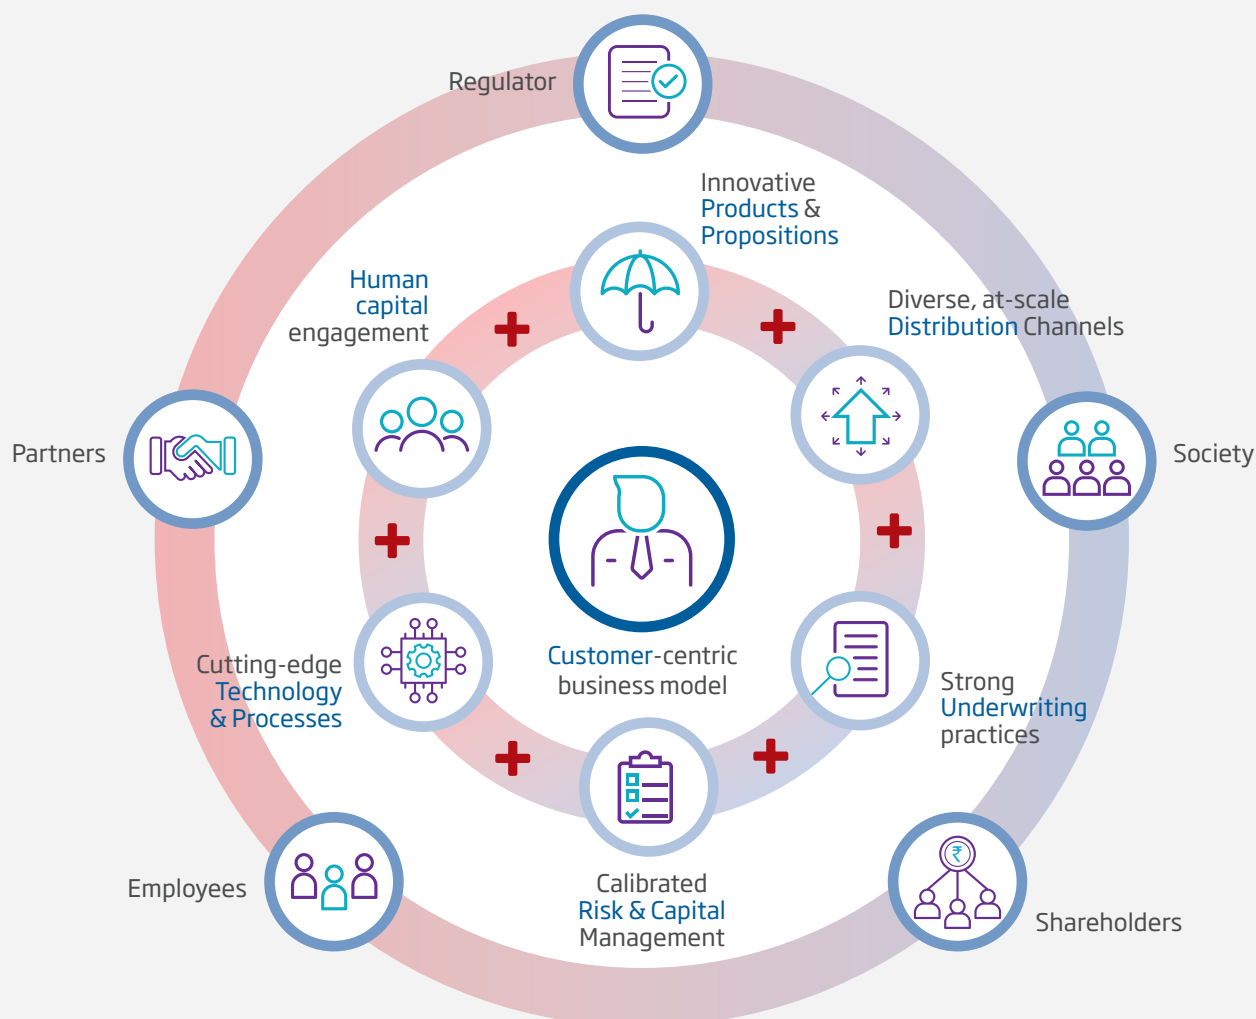 Regulator
Innovative
Products &
Propositions
Human
capital
engagement
Diverse, at-scale
Distribution Channels
Partners
Society
Customer-centric
business model
Cutting-edge
Technology
& Processes
Strong
Underwriting
practices
Employees
Calibrated
Risk & Capital
Management
₹
Shareholders